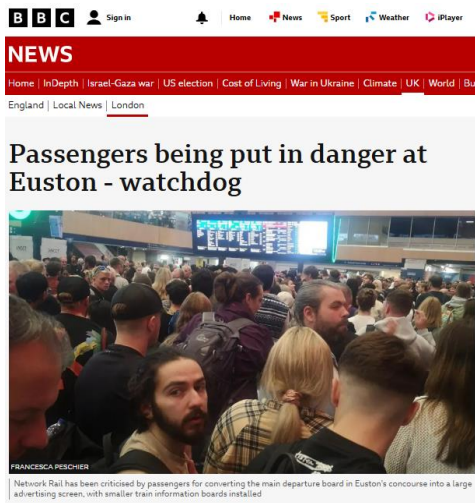 BBC Sign in Home News Sport Weather iPlayer
NEWS
Home | InDepth | Israel-Gaza war | US election | Cost of Living | War in Ukraine | Climate | UK | World | Bu
England | Local News | London
Passengers being put in danger at
Euston - watchdog
FRANCESCA PESCHIER
Network Rail has been criticised by passengers for converting the main departure board in Euston's concourse into a large
advertising screen, with smaller train information boards installed